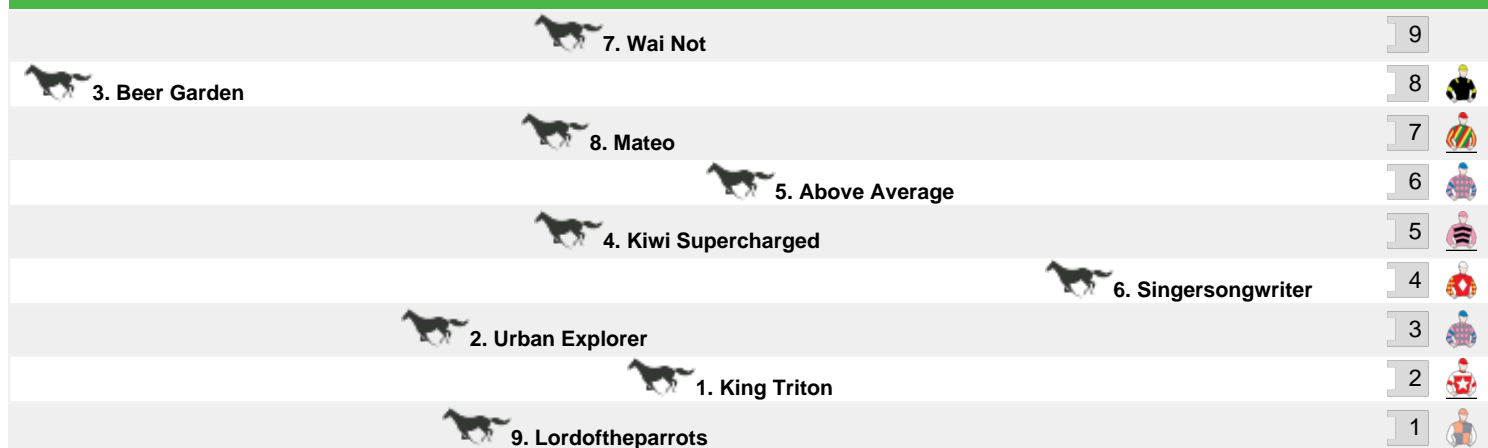 7. Wai Not 9
3. Beer Garden 8
8. Mateo 7
5. Above Average 6
4. Kiwi Supercharged 5
6. Singersongwriter 4
2. Urban Explorer 3
1. King Triton 2
9. Lordoftheparrots 1